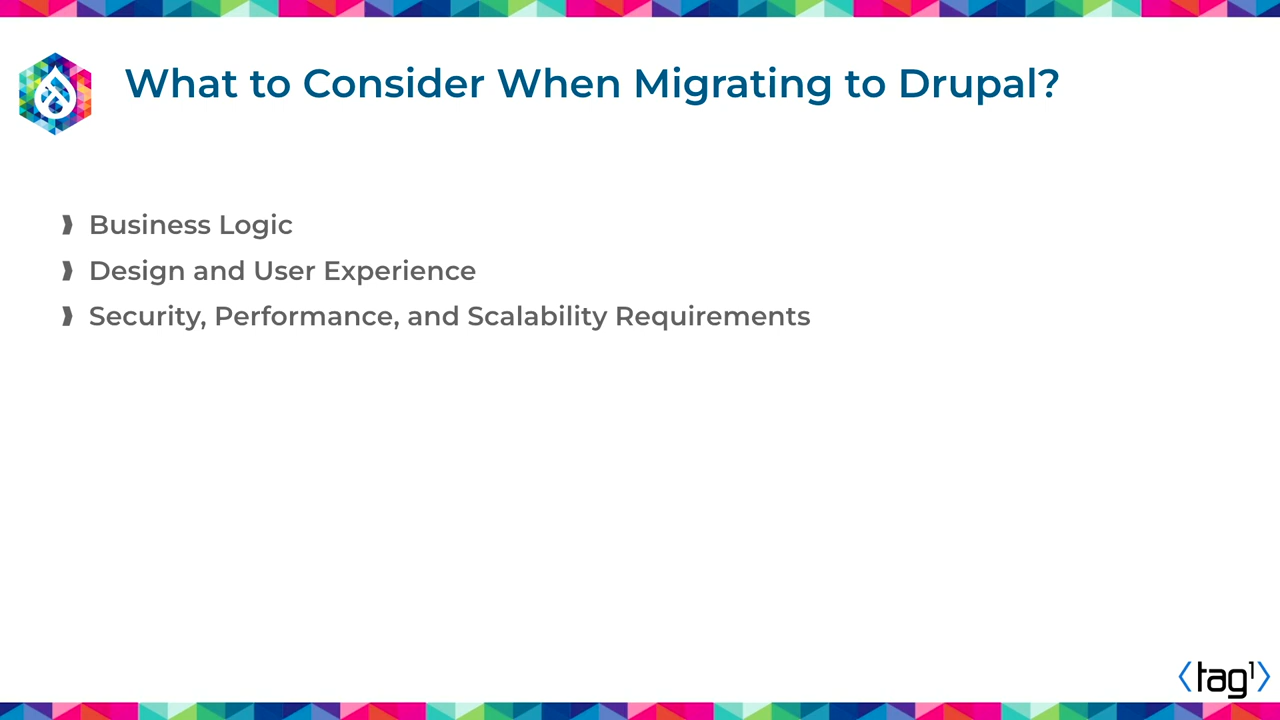 What to Consider When Migrating to Drupal?
Business Logic
Design and User Experience
Security, Performance, and Scalability Requirements
tag1